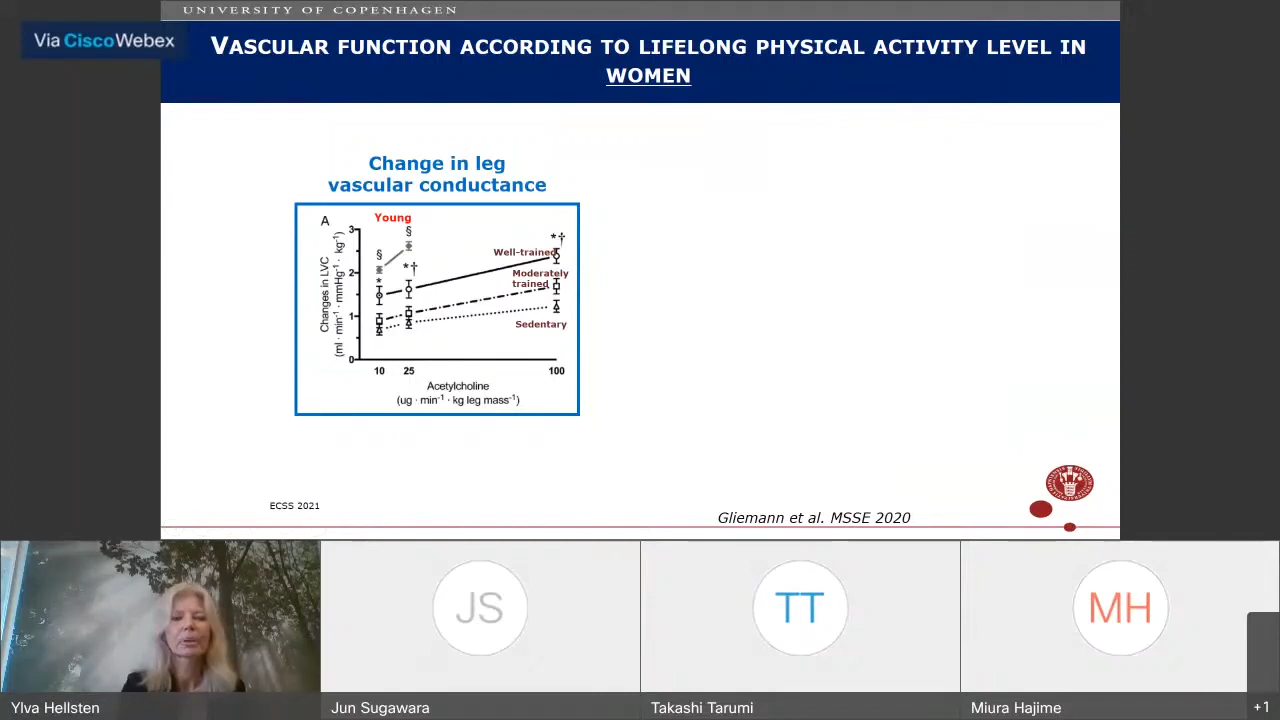 UNIVERSITY OF COPENHAGEN
Via Cisco Webex
VASCULAR FUNCTION ACCORDING TO LIFELONG PHYSICAL ACTIVITY LEVEL IN
WOMEN
Change in leg
vascular conductance
A
Young
3
2
1
0
§
§
*
*†
*†
Well-trained
Moderately
trained
Sedentary
Changes in LVC
(ml · min-1 · mmHg-1 · kg-1)
10
25
100
Acetylcholine
(ug · min-1 · kg leg mass-1)
ECSS 2021
Gliemann et al. MSSE 2020
JS
TT
MH
Ylva Hellsten
Jun Sugawara
Takashi Tarumi
Miura Hajime
+1